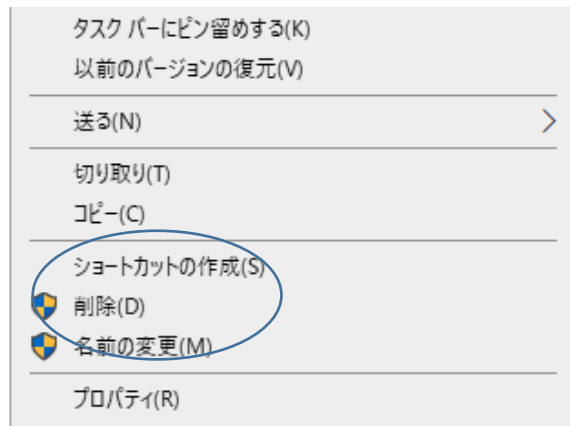 タスク バーにピン留めする(K)
以前のバージョンの復元(V)
送る(N)
切り取り(T)
コピー(C)
ショートカットの作成(S)
削除(D)
名前の変更(M)
プロパティ(R)